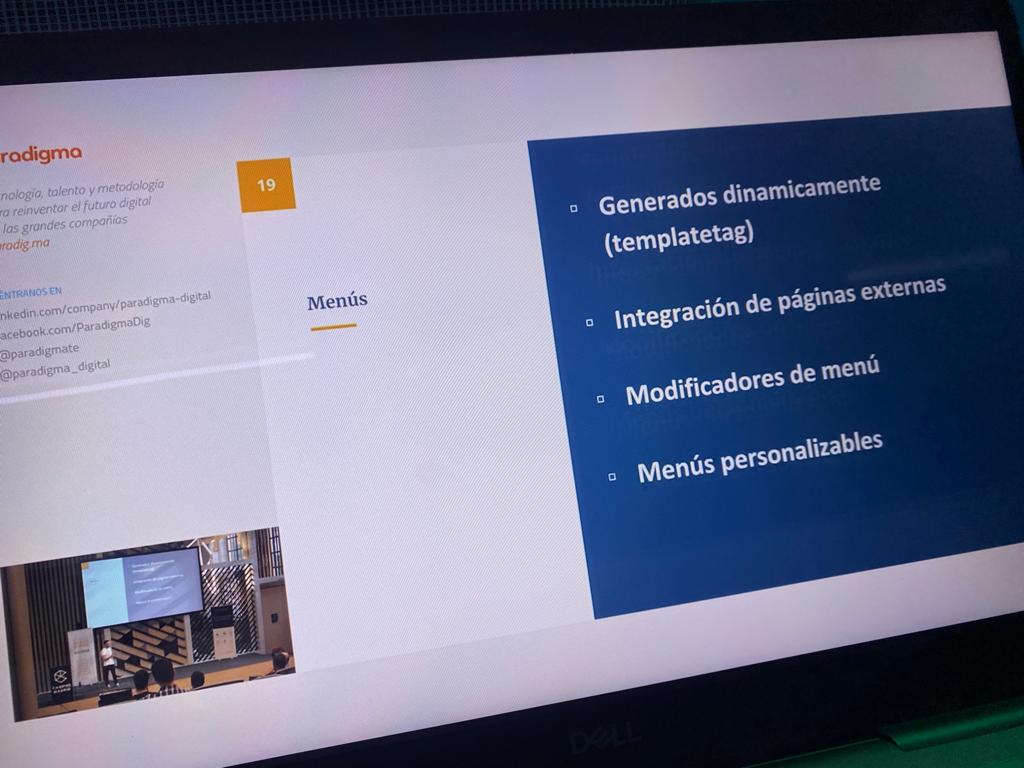 radigma
nología, talento y metodología
ra reinventar el futuro digital
las grandes compañías
radig.ma
ÉNTRANOS EN
nkedin.com/company/paradigma-digital
acebook.com/ParadigmaDig
@paradigmate
@paradigma_digital
19
Menús
Generados dinamicamente
(templatetag)
Integración de páginas externas
Modificadores de menú
Menús personalizables
DELL